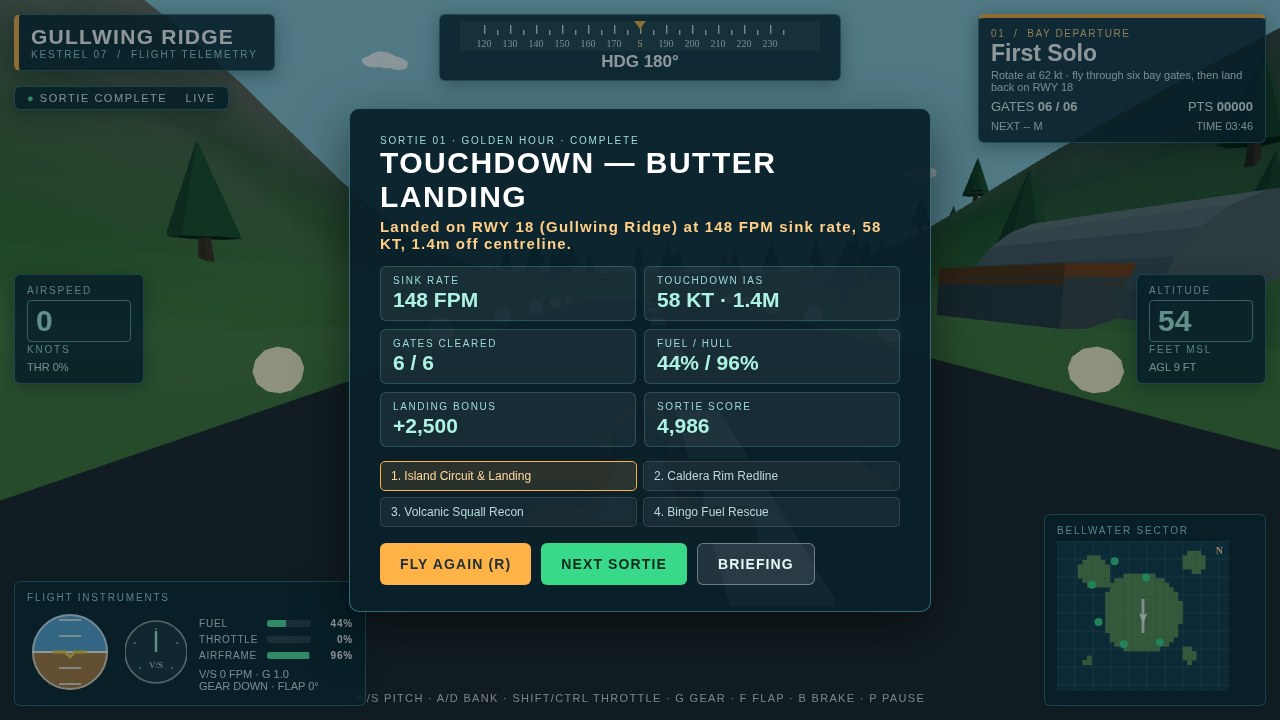 GULLWING RIDGE
KESTREL 07 / FLIGHT TELEMETRY
● SORTIE COMPLETE LIVE
120 130 140 150 160 170 S 190 200 210 220 230
HDG 180°
01 / BAY DEPARTURE
First Solo
Rotate at 62 kt · fly through six bay gates, then land
back on RWY 18
GATES 06 / 06 PTS 00000
NEXT -- M TIME 03:46
SORTIE 01 · GOLDEN HOUR · COMPLETE
TOUCHDOWN — BUTTER
LANDING
Landed on RWY 18 (Gullwing Ridge) at 148 FPM sink rate, 58
KT, 1.4m off centreline.
SINK RATE
148 FPM
TOUCHDOWN IAS
58 KT · 1.4M
GATES CLEARED
6 / 6
FUEL / HULL
44% / 96%
LANDING BONUS
+2,500
SORTIE SCORE
4,986
1. Island Circuit & Landing
2. Caldera Rim Redline
3. Volcanic Squall Recon
4. Bingo Fuel Rescue
FLY AGAIN (R)
NEXT SORTIE
BRIEFING
AIRSPEED
0
KNOTS
THR 0%
ALTITUDE
54
FEET MSL
AGL 9 FT
FLIGHT INSTRUMENTS
V/S
FUEL 44%
THROTTLE 0%
AIRFRAME 96%
V/S 0 FPM · G 1.0
GEAR DOWN · FLAP 0°
W/S PITCH · A/D BANK · SHIFT/CTRL THROTTLE · G GEAR · F FLAP · B BRAKE · P PAUSE
BELLWATER SECTOR
N